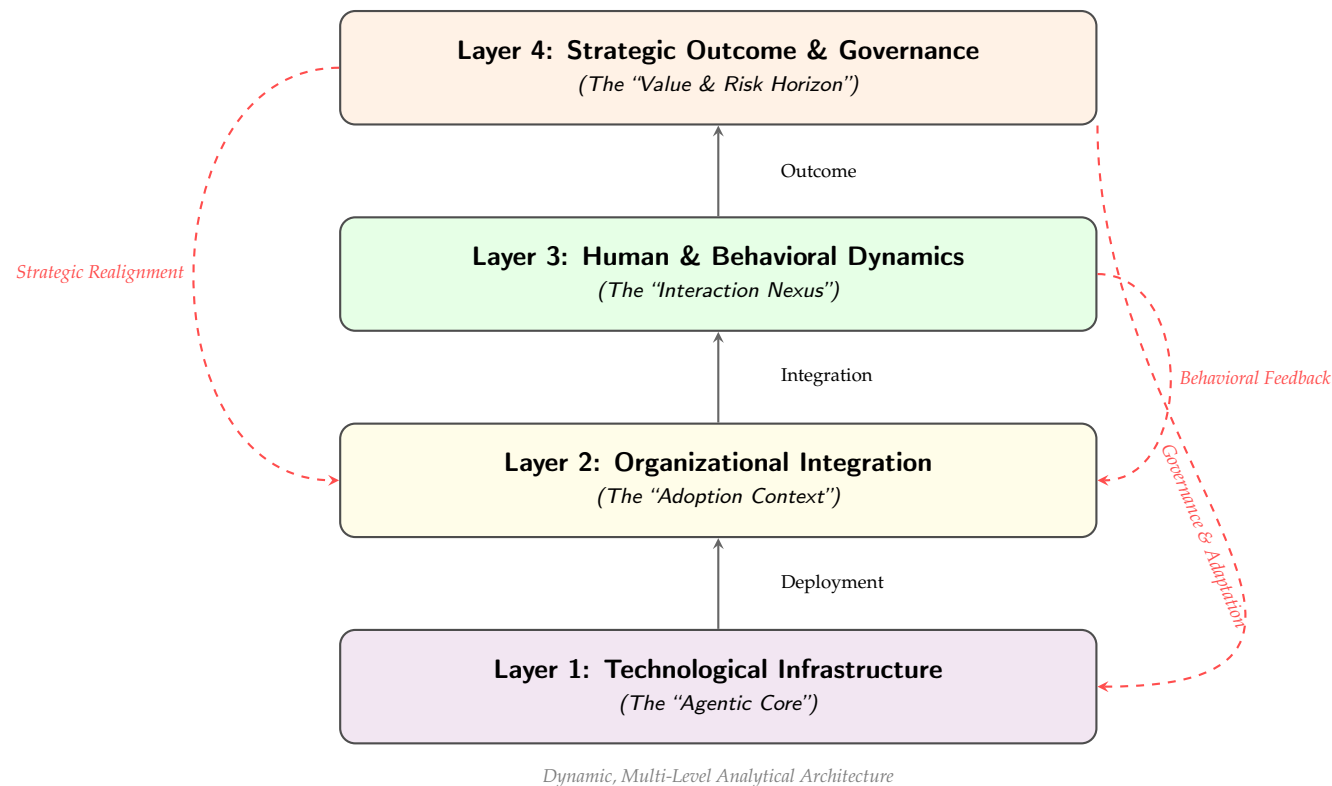 Layer 4: Strategic Outcome & Governance
(The “Value & Risk Horizon”)
Outcome
Layer 3: Human & Behavioral Dynamics
(The “Interaction Nexus”)
Strategic Realignment
Integration
Behavioral Feedback
Layer 2: Organizational Integration
(The “Adoption Context”)
Governance & Adaptation
Deployment
Layer 1: Technological Infrastructure
(The “Agentic Core”)
Dynamic, Multi-Level Analytical Architecture